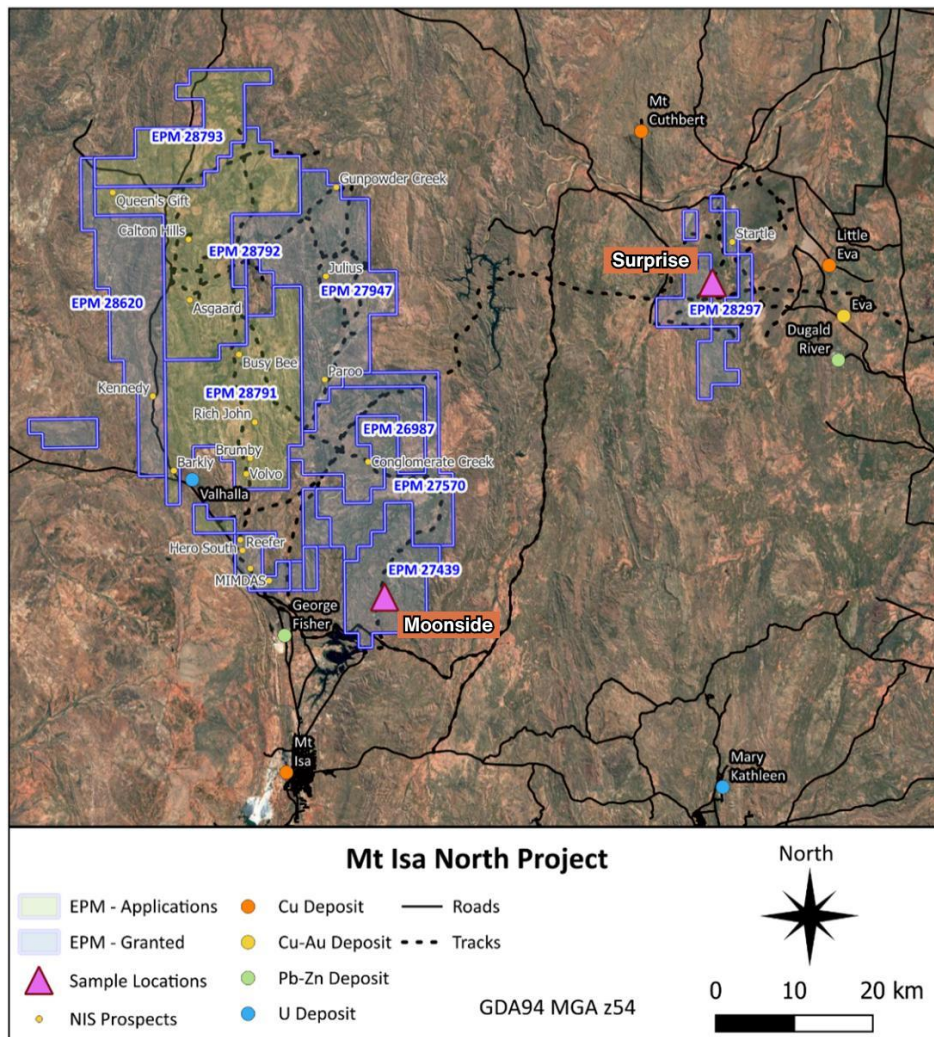 Mt
Cuthbert
EPM 28793
Gunpowder Creek
Queen's Gift
Calton Hills
Startle
Little
Eva
EPM 28792
Surprise
Julius
EPM 27947
EPM 28620
Asgaard
EPM 28297
Eva
Dugald
River
Busy Bee
Paroo
Kennedy
EPM 28791
Rich John
EPM 26987
Brumby
Barkly
Volvo
Conglomerate Creek
Valhalla
EPM 27570
Reefer
Hero South
EPM 27439
MIMDAS
George
Fisher
Moonside
Mt
Isa
Mary
Kathleen
Mt Isa North Project
North
EPM - Applications
Cu Deposit
Roads
EPM - Granted
Cu-Au Deposit
Tracks
Sample Locations
Pb-Zn Deposit
NIS Prospects
U Deposit
GDA94 MGA z54
0 10 20 km